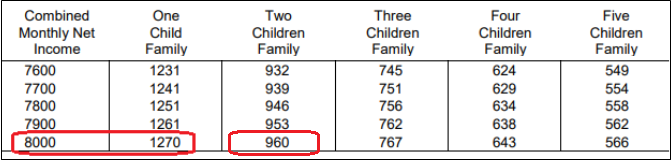 Combined Monthly Net Income One Child Family Two Children Family Three Children Family Four Children Family Five Children Family
7600 1231 932 745 624 549
7700 1241 939 751 629 554
7800 1251 946 756 634 558
7900 1261 953 762 638 562
8000 1270 960 767 643 566